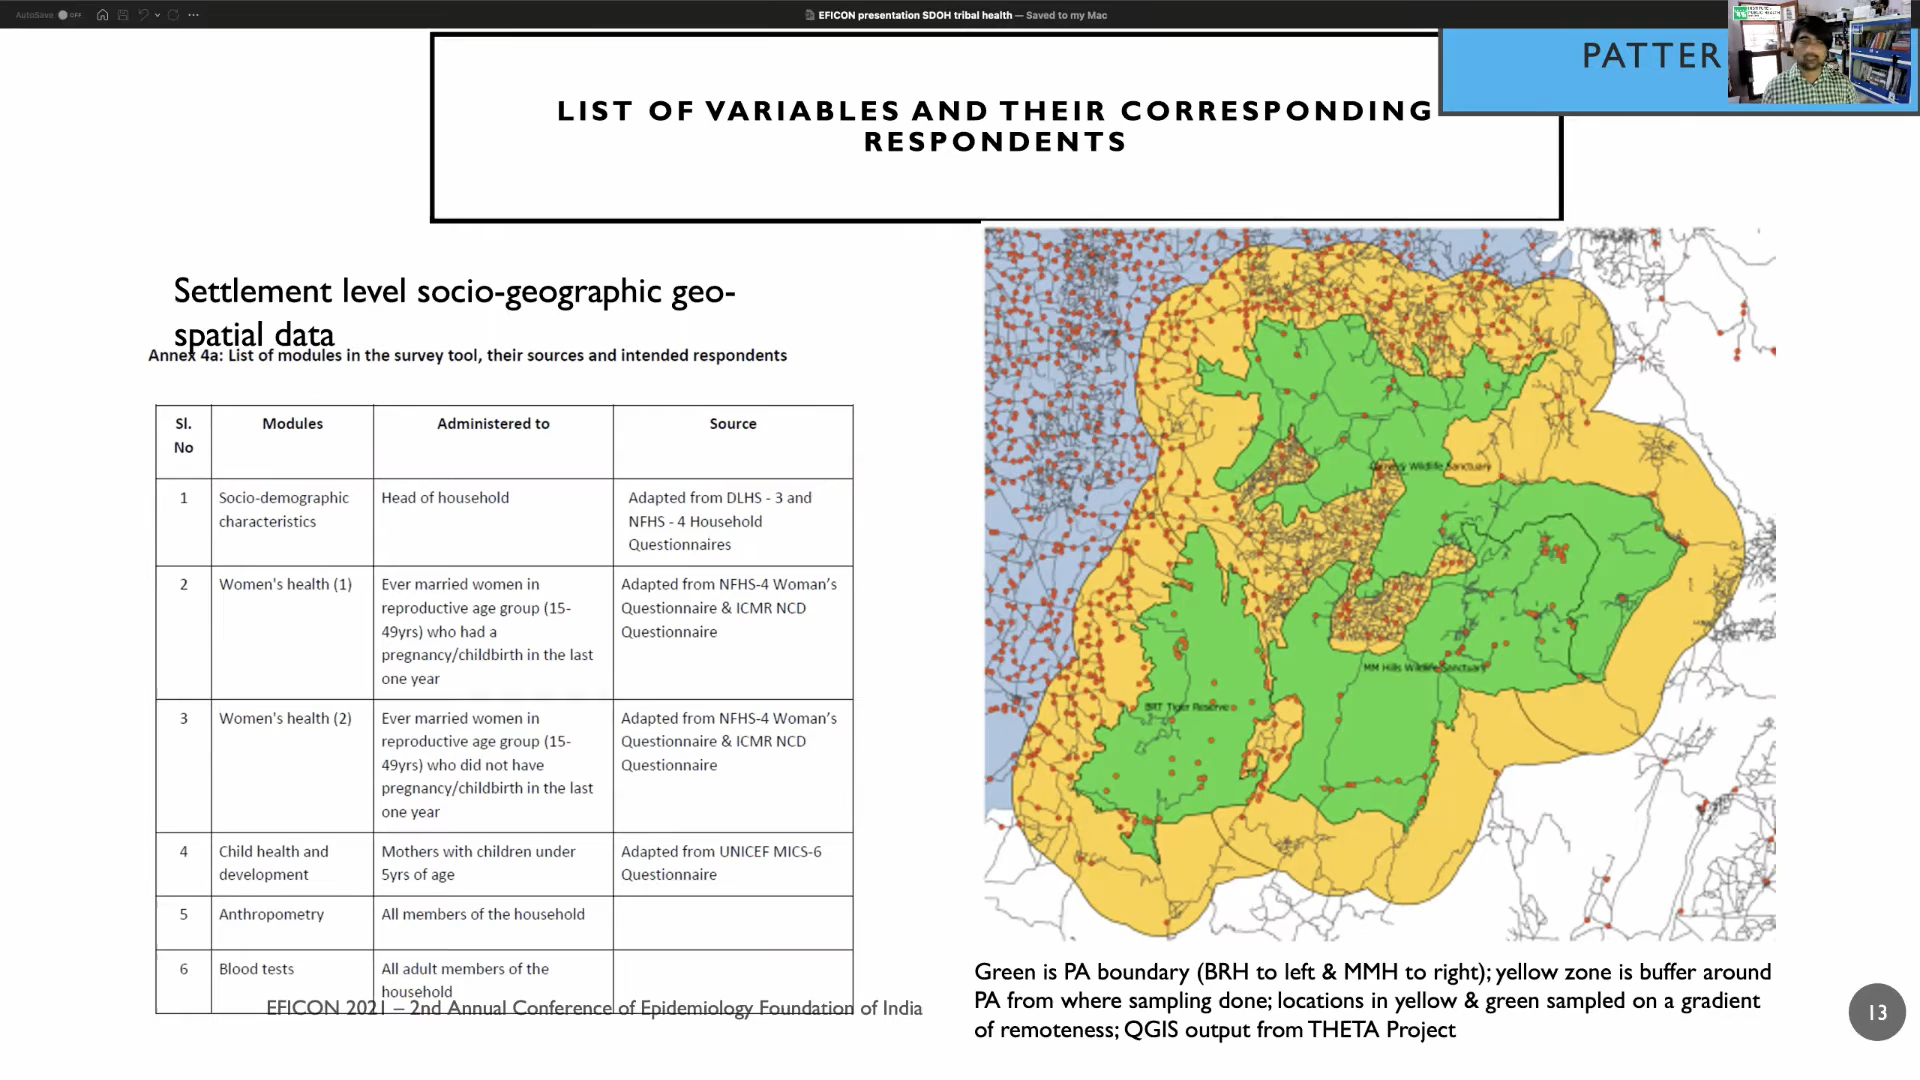 AutoSave OFF
EFICON presentation SDOH tribal health — Saved to my Mac
PATTER
LIST OF VARIABLES AND THEIR CORRESPONDING
RESPONDENTS
Settlement level socio-geographic geo-
spatial data
Annex 4a: List of modules in the survey tool, their sources and intended respondents
Sl. No Modules Administered to Source
1 Socio-demographic characteristics Head of household Adapted from DLHS - 3 and NFHS - 4 Household Questionnaires
2 Women's health (1) Ever married women in reproductive age group (15-49yrs) who had a pregnancy/childbirth in the last one year Adapted from NFHS-4 Woman’s Questionnaire & ICMR NCD Questionnaire
3 Women's health (2) Ever married women in reproductive age group (15-49yrs) who did not have pregnancy/childbirth in the last one year Adapted from NFHS-4 Woman’s Questionnaire & ICMR NCD Questionnaire
4 Child health and development Mothers with children under 5yrs of age Adapted from UNICEF MICS-6 Questionnaire
5 Anthropometry All members of the household
6 Blood tests All adult members of the household
EFICON 2021 – 2nd Annual Conference of Epidemiology Foundation of India
Wildlife Sanctuary
MM Hills Wildlife Sanctuary
BRT Tiger Reserve
Green is PA boundary (BRH to left & MMH to right); yellow zone is buffer around
PA from where sampling done; locations in yellow & green sampled on a gradient
of remoteness; QGIS output from THETA Project
13